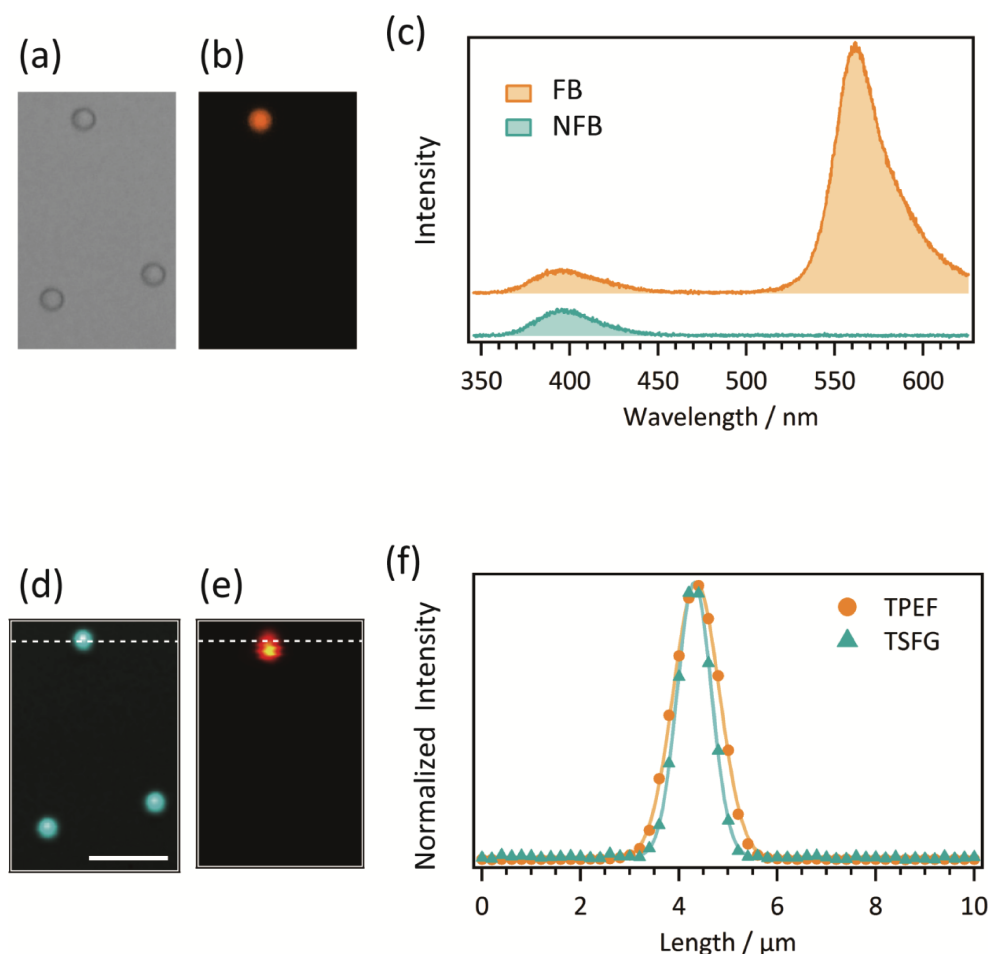 (a)
(b)
(c)
FB
NFB
Intensity
350 400 450 500 550 600
Wavelength / nm
(d)
(e)
(f)
TPEF
TSFG
Normalized Intensity
0 2 4 6 8 10
Length / μm